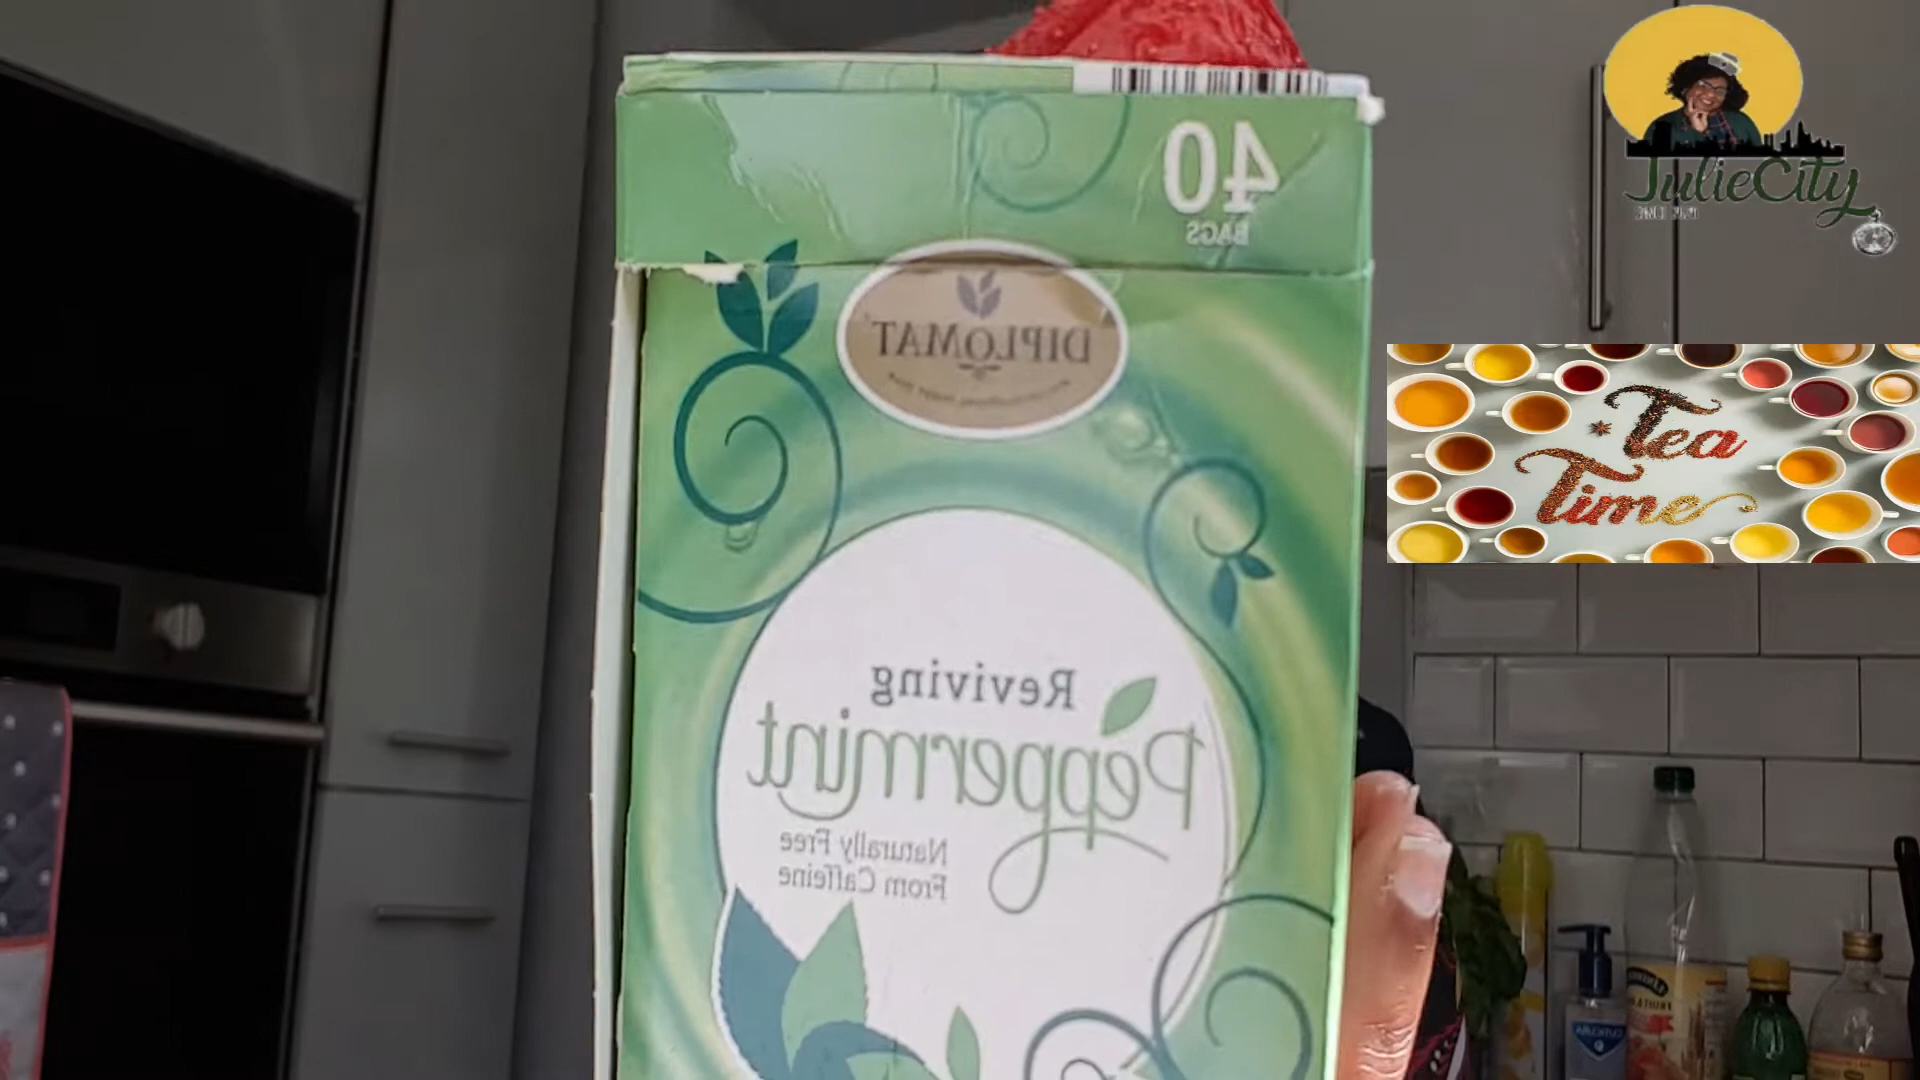 40
BAGS
DIPLOMAT
Reviving
Peppermint
Naturally Free
From Caffeine
JulieCity
Tea
Time